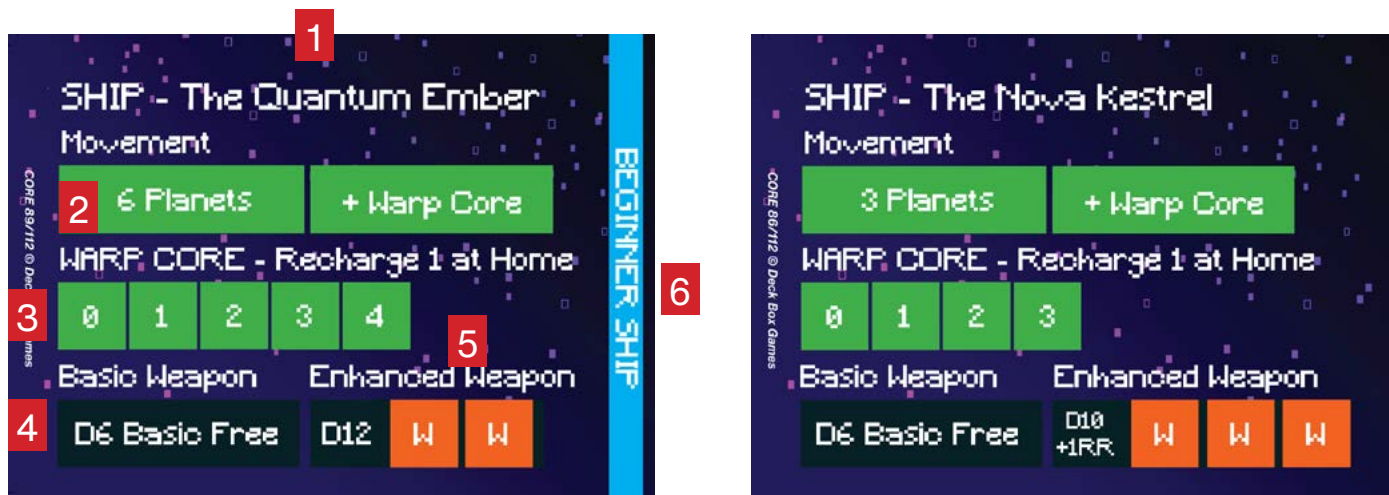 1
SHIP - The Quantum Ember
Movement
2
6 Planets
+ Warp Core
WARP CORE - Recharge 1 at Home
3
0 1 2 3 4
5
Basic Weapon
Enhanced Weapon
4
D6 Basic Free
D12 W W
CORE 89/112 © Dec mes
BEGINNER SHIP
6
SHIP - The Nova Kestrel
Movement
3 Planets
+ Warp Core
WARP CORE - Recharge 1 at Home
0 1 2 3
Basic Weapon
Enhanced Weapon
D6 Basic Free
D10
+1RR
W W W
CORE 86/112 © Deck Box Games